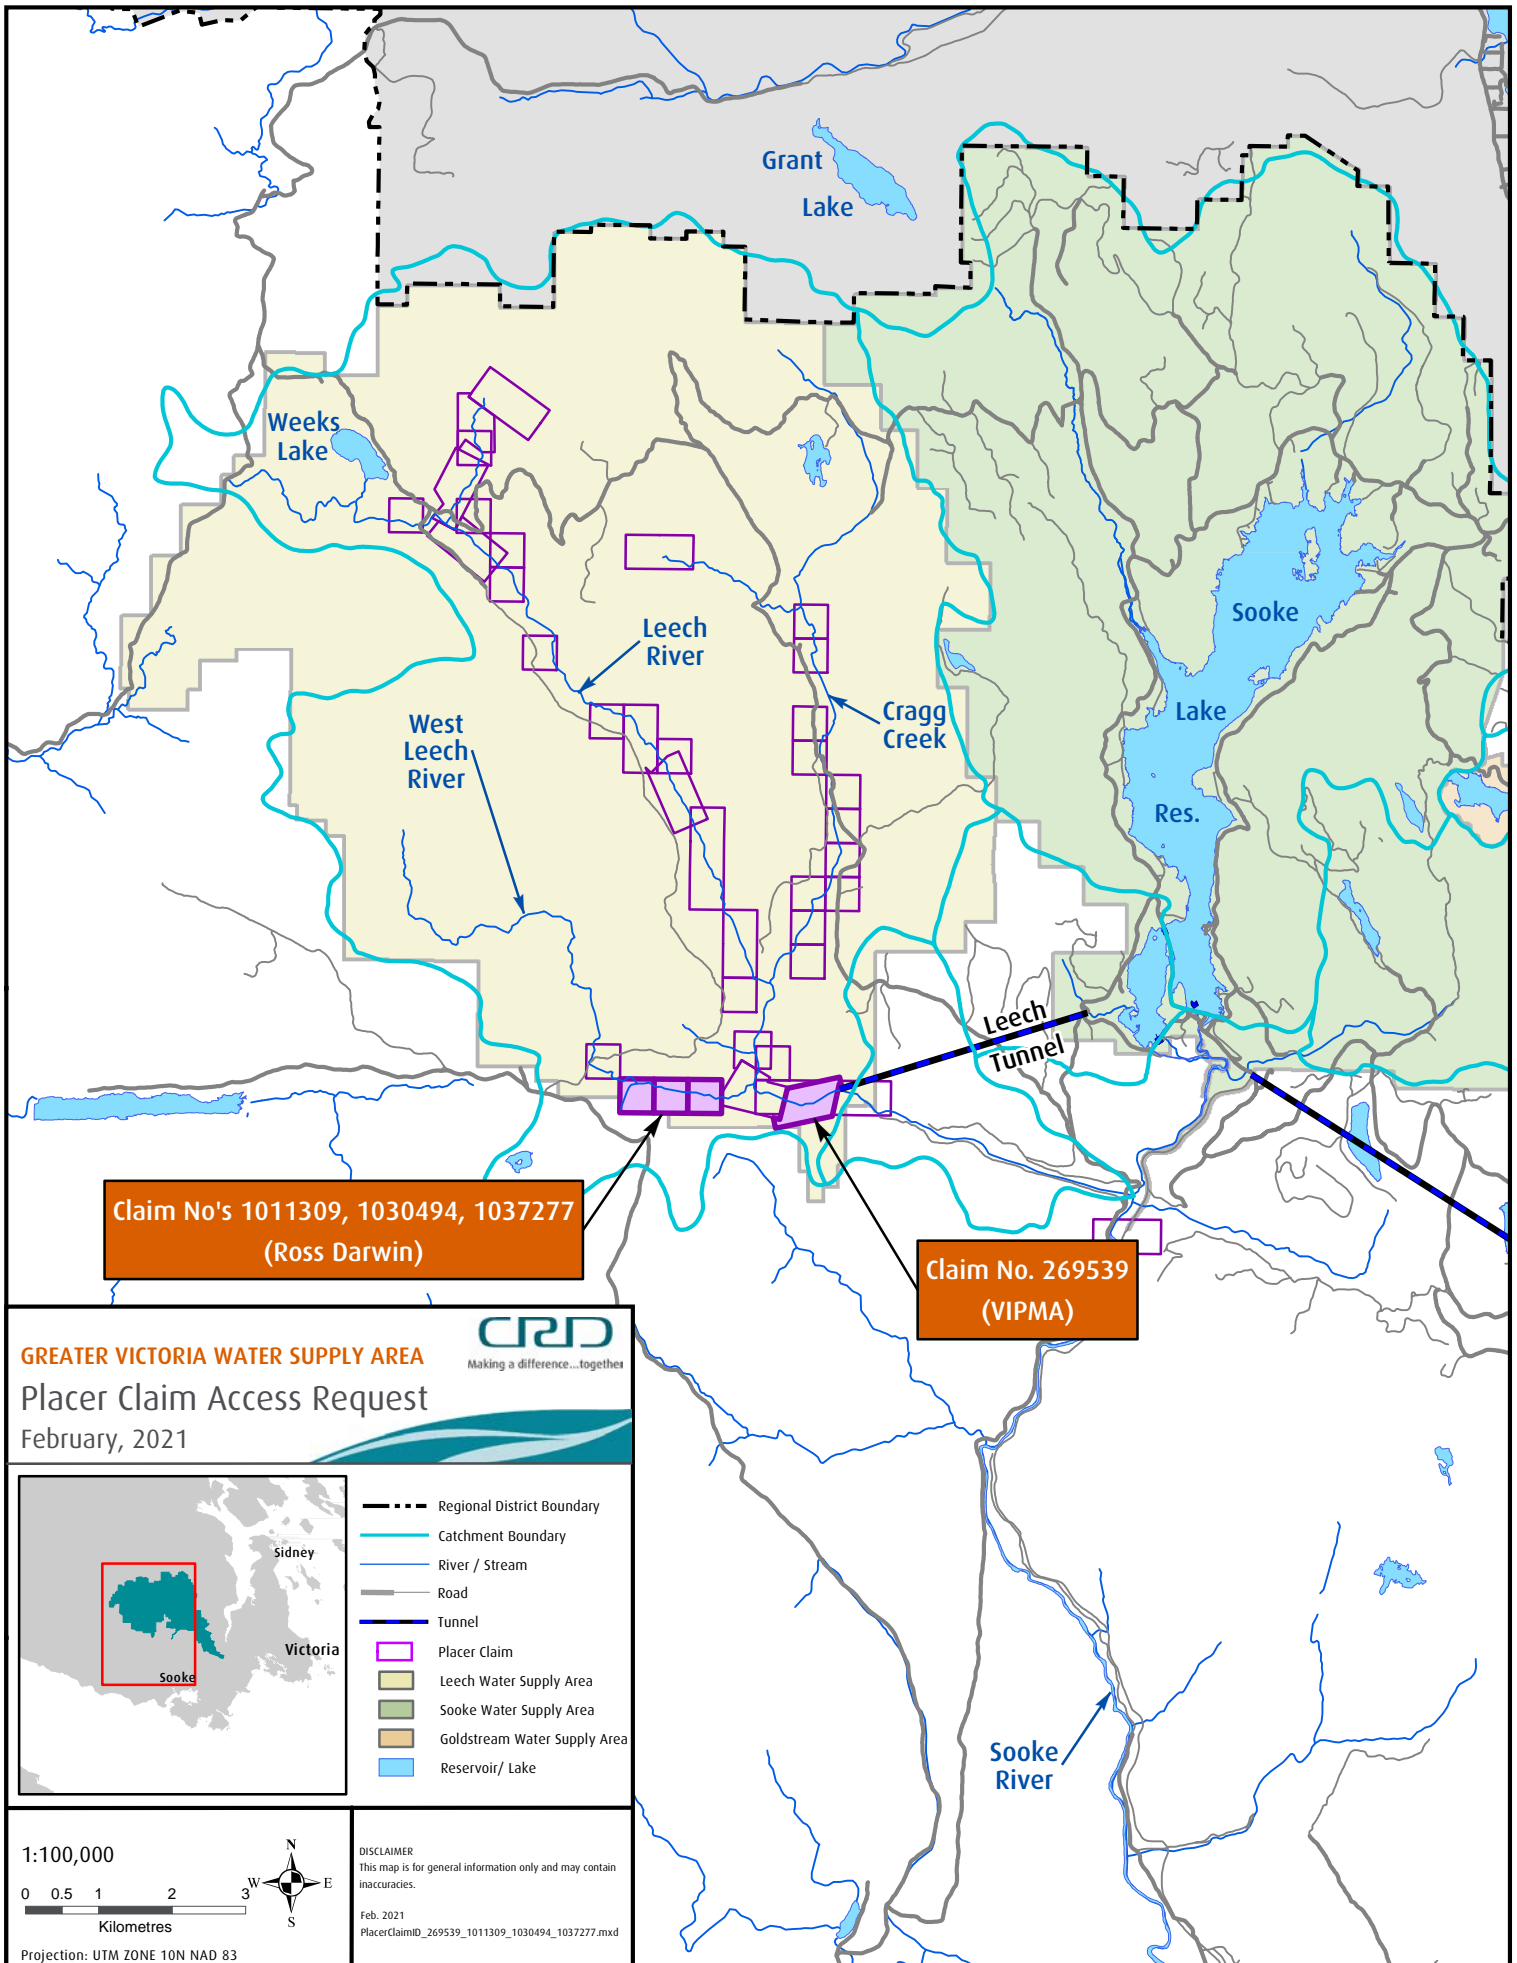 Grant
Lake
Weeks
Lake
Leech
River
Sooke
Lake
Res.
West
Leech
River
Cragg
Creek
Leech
Tunnel
Claim No's 1011309, 1030494, 1037277
(Ross Darwin)
Claim No. 269539
(VIPMA)
Sooke
River
GREATER VICTORIA WATER SUPPLY AREA
CRD
Making a difference...together
Placer Claim Access Request
February, 2021
Sidney
Victoria
Sooke
Regional District Boundary
Catchment Boundary
River / Stream
Road
Tunnel
Placer Claim
Leech Water Supply Area
Sooke Water Supply Area
Goldstream Water Supply Area
Reservoir/ Lake
1:100,000
0 0.5 1 2 3
Kilometres
Projection: UTM ZONE 10N NAD 83
N
W E
S
DISCLAIMER
This map is for general information only and may contain
inaccuracies.
Feb. 2021
PlacerClaimID_269539_1011309_1030494_1037277.mxd